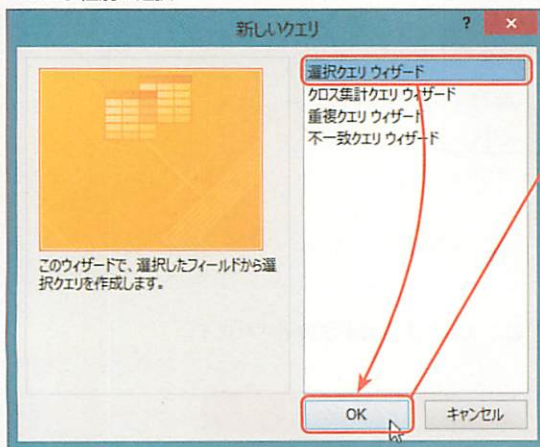 新しいクエリ
?
×
選択クエリ ウィザード
クロス集計クエリ ウィザード
重複クエリ ウィザード
不一致クエリ ウィザード
このウィザードで、選択したフィールドから選
択クエリを作成します。
OK
キャンセル